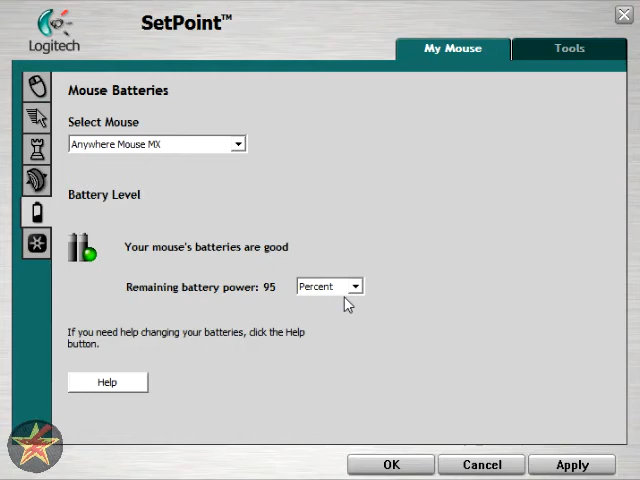 Logitech
SetPoint™
My Mouse
Tools
Mouse Batteries
Select Mouse
Anywhere Mouse MX
Battery Level
Your mouse's batteries are good
Remaining battery power: 95
Percent
If you need help changing your batteries, click the Help
button.
Help
OK
Cancel
Apply